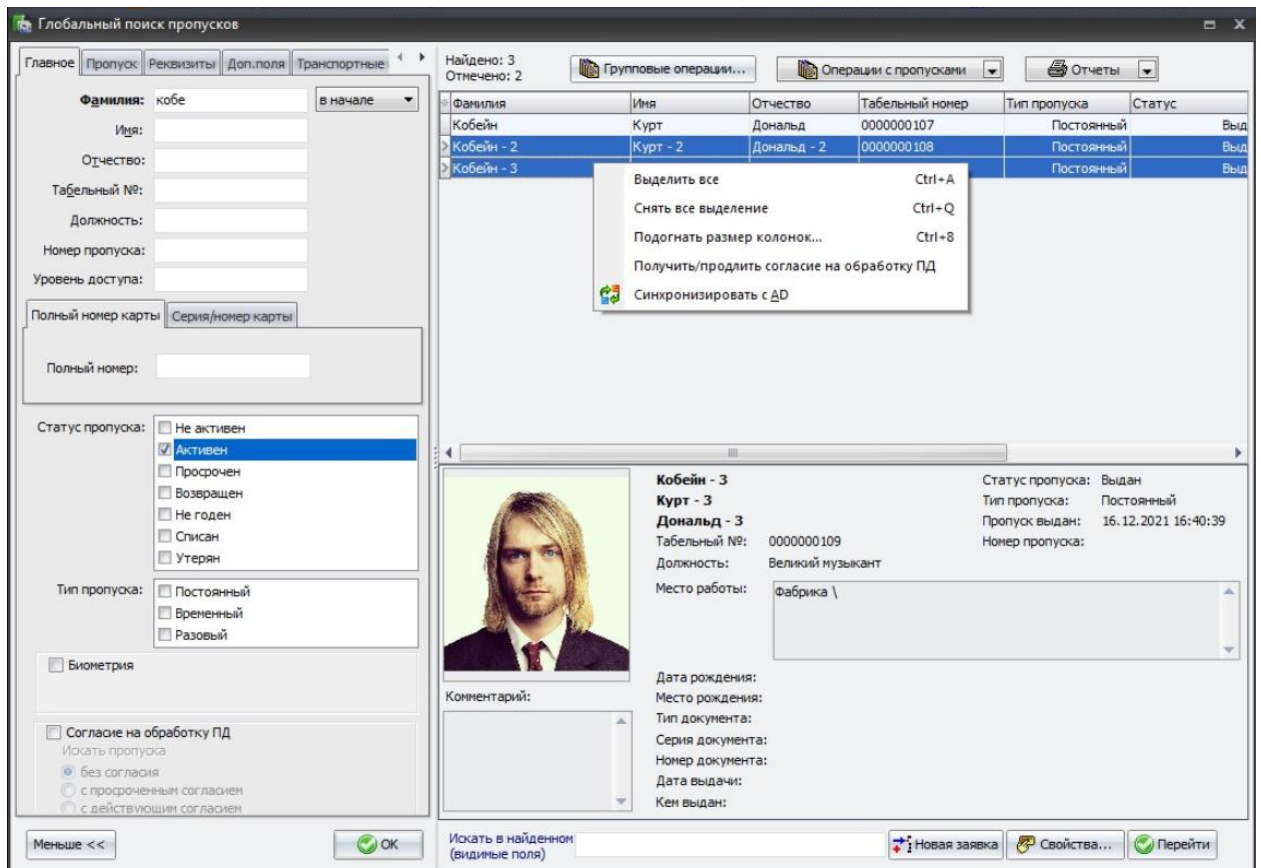 Глобальный поиск пропусков
Главное Пропуск Реквизиты Доп.поля Транспортные
Фамилия: кобе в начале
Имя:
Отчество:
Табельный №:
Должность:
Номер пропуска:
Уровень доступа:
Полный номер карты Серия/номер карты
Полный номер:
Статус пропуска:
Не активен
Активен
Просрочен
Возвращен
Не годен
Списан
Утерян
Тип пропуска:
Постоянный
Временный
Разовый
Биометрия
Согласие на обработку ПД
Искать пропуска
без согласия
с просроченным согласием
с действующим согласием
Меньше <<
OK
Найдено: 3
Отмечено: 2
Групповые операции...
Операции с пропусками
Отчеты
Фамилия Имя Отчество Табельный номер Тип пропуска Статус
Кобейн Курт Дональд 0000000107 Постоянный Выд
Кобейн - 2 Курт - 2 Дональд - 2 0000000108 Постоянный Выд
Кобейн - 3 Постоянный Выд
Выделить все Ctrl+A
Снять все выделение Ctrl+Q
Подогнать размер колонок... Ctrl+8
Получить/продлить согласие на обработку ПД
Синхронизировать с AD
Кобейн - 3
Курт - 3
Дональд - 3
Табельный №: 0000000109
Должность: Великий музыкант
Место работы: Фабрика \
Статус пропуска: Выдан
Тип пропуска: Постоянный
Пропуск выдан: 16.12.2021 16:40:39
Номер пропуска:
Комментарий:
Дата рождения:
Место рождения:
Тип документа:
Серия документа:
Номер документа:
Дата выдачи:
Кем выдан:
Искать в найденном
(видимые поля)
Новая заявка
Свойства...
Перейти